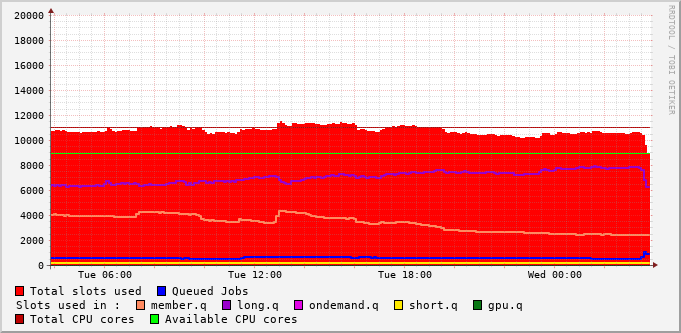 20000
18000
16000
14000
12000
10000
8000
6000
4000
2000
0
Tue 06:00 Tue 12:00 Tue 18:00 Wed 00:00
RRDTOOL / TOBI OETIKER
Total slots used Queued Jobs
Slots used in : member.q long.q ondemand.q short.q gpu.q
Total CPU cores Available CPU cores